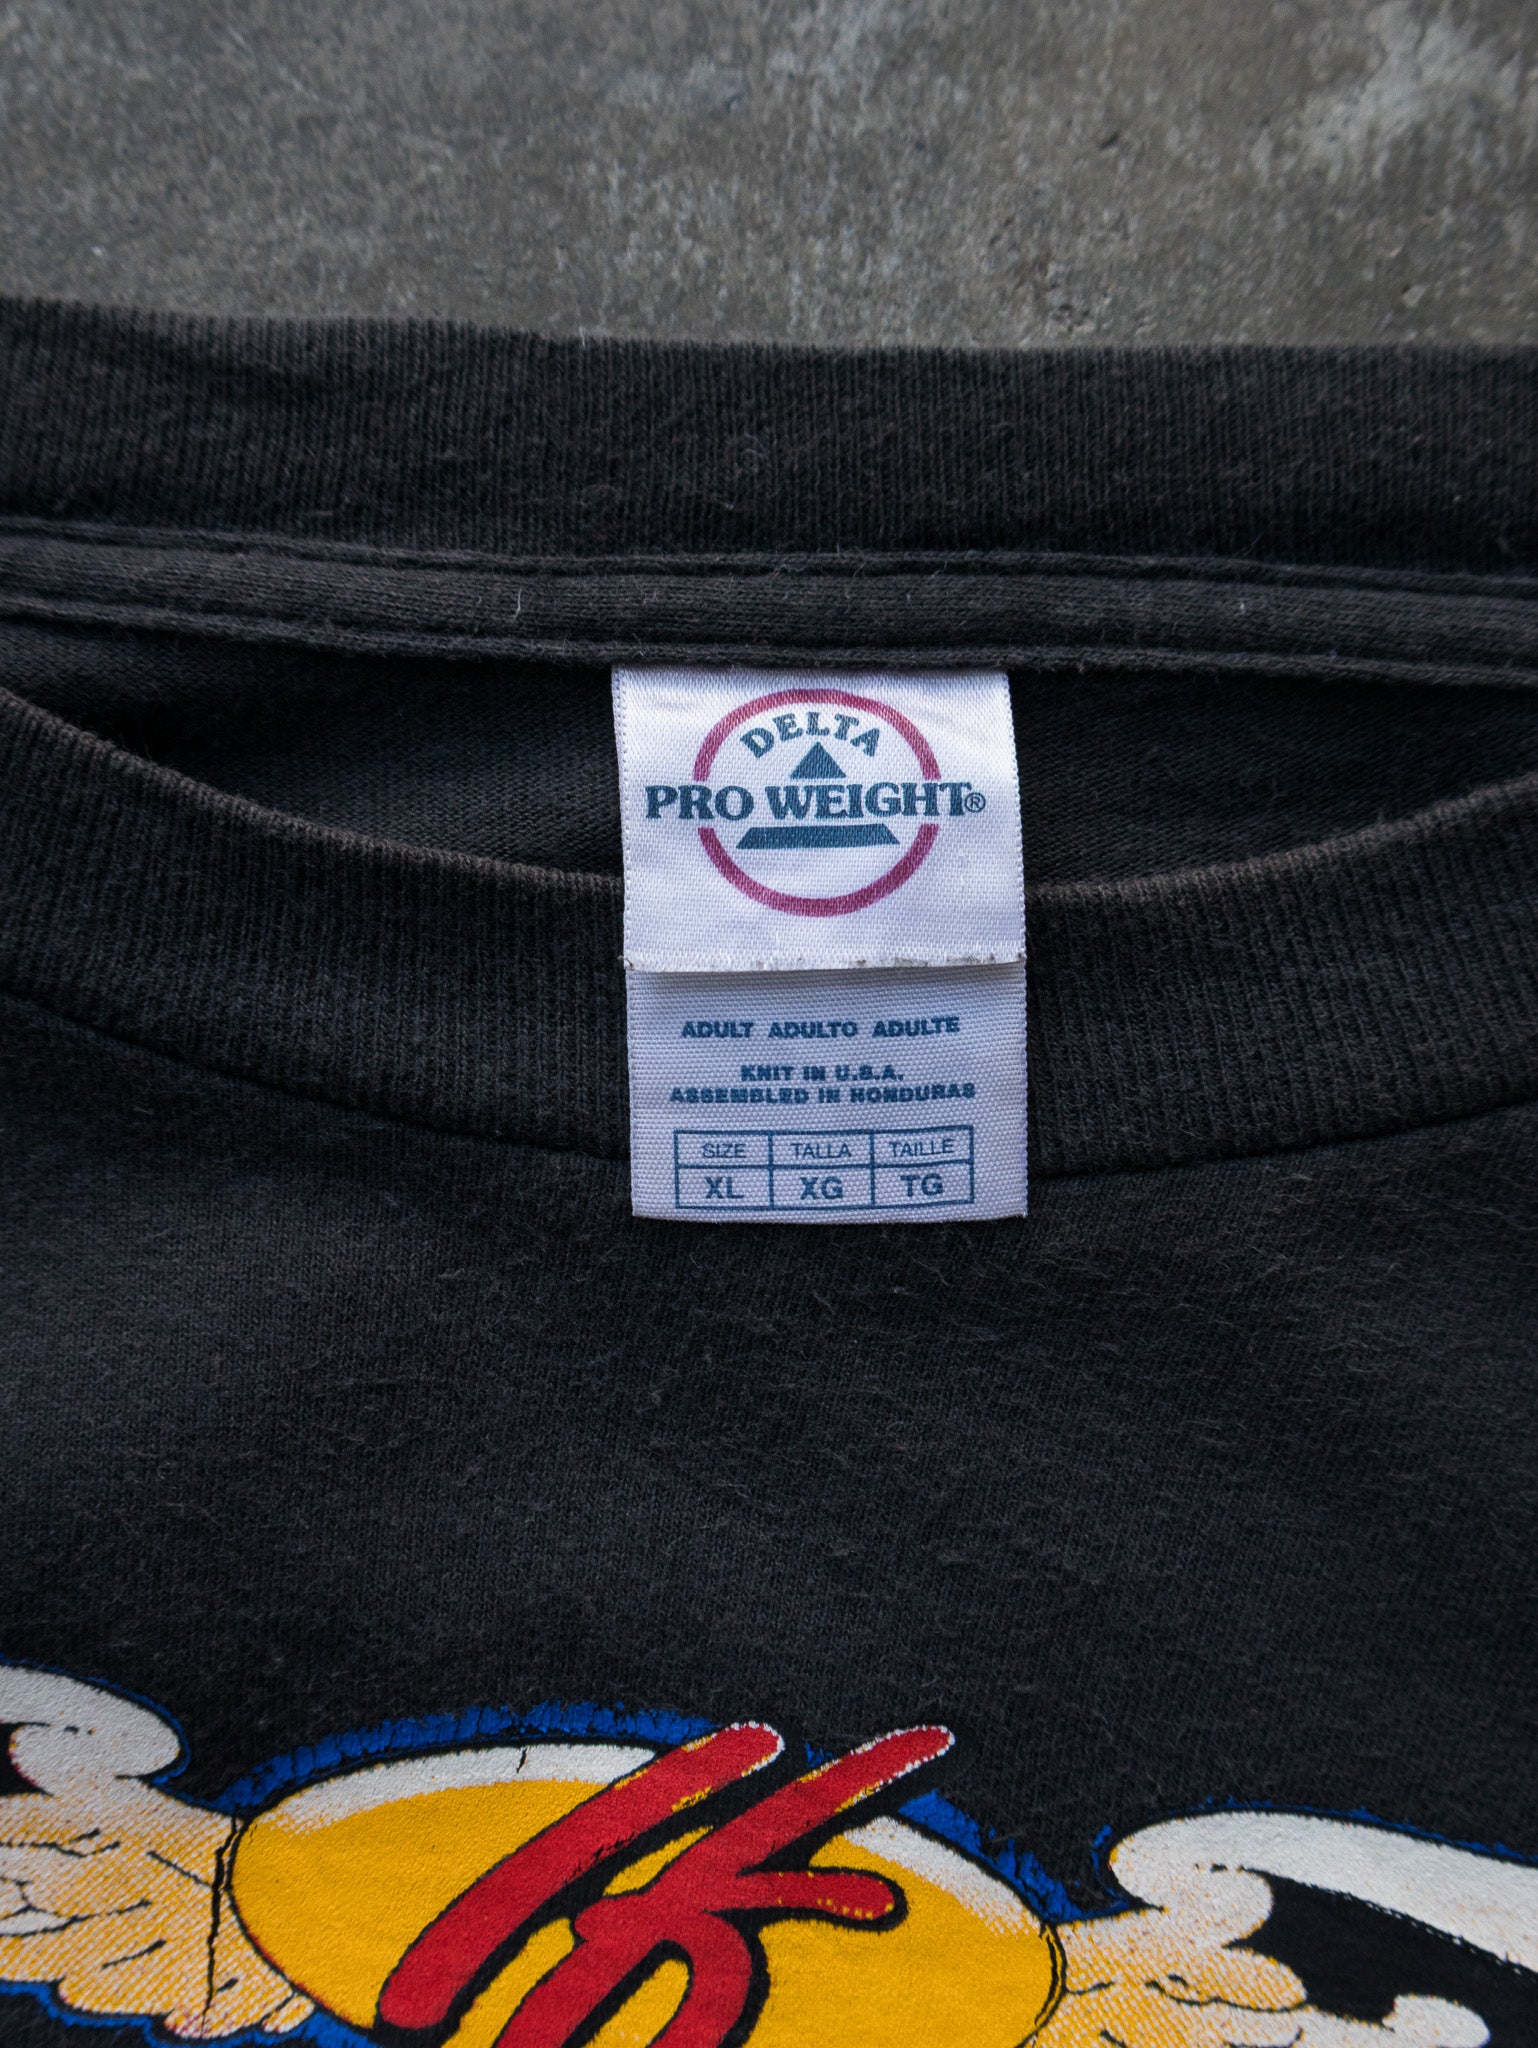 DELTA
PRO WEIGHT®
ADULT ADULTO ADULTE
KNIT IN U.S.A.
ASSEMBLED IN HONDURAS
SIZE TALLA TAILLE
XL XG TG